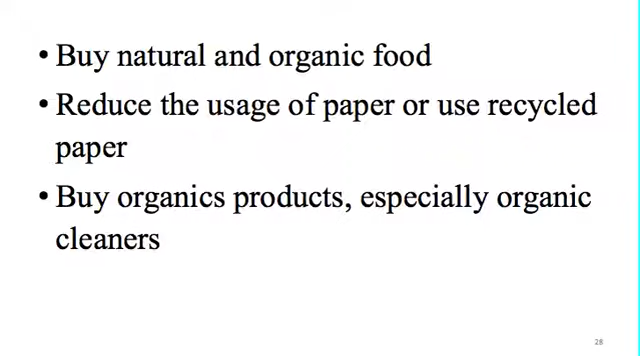 • Buy natural and organic food
• Reduce the usage of paper or use recycled
paper
• Buy organics products, especially organic
cleaners
28